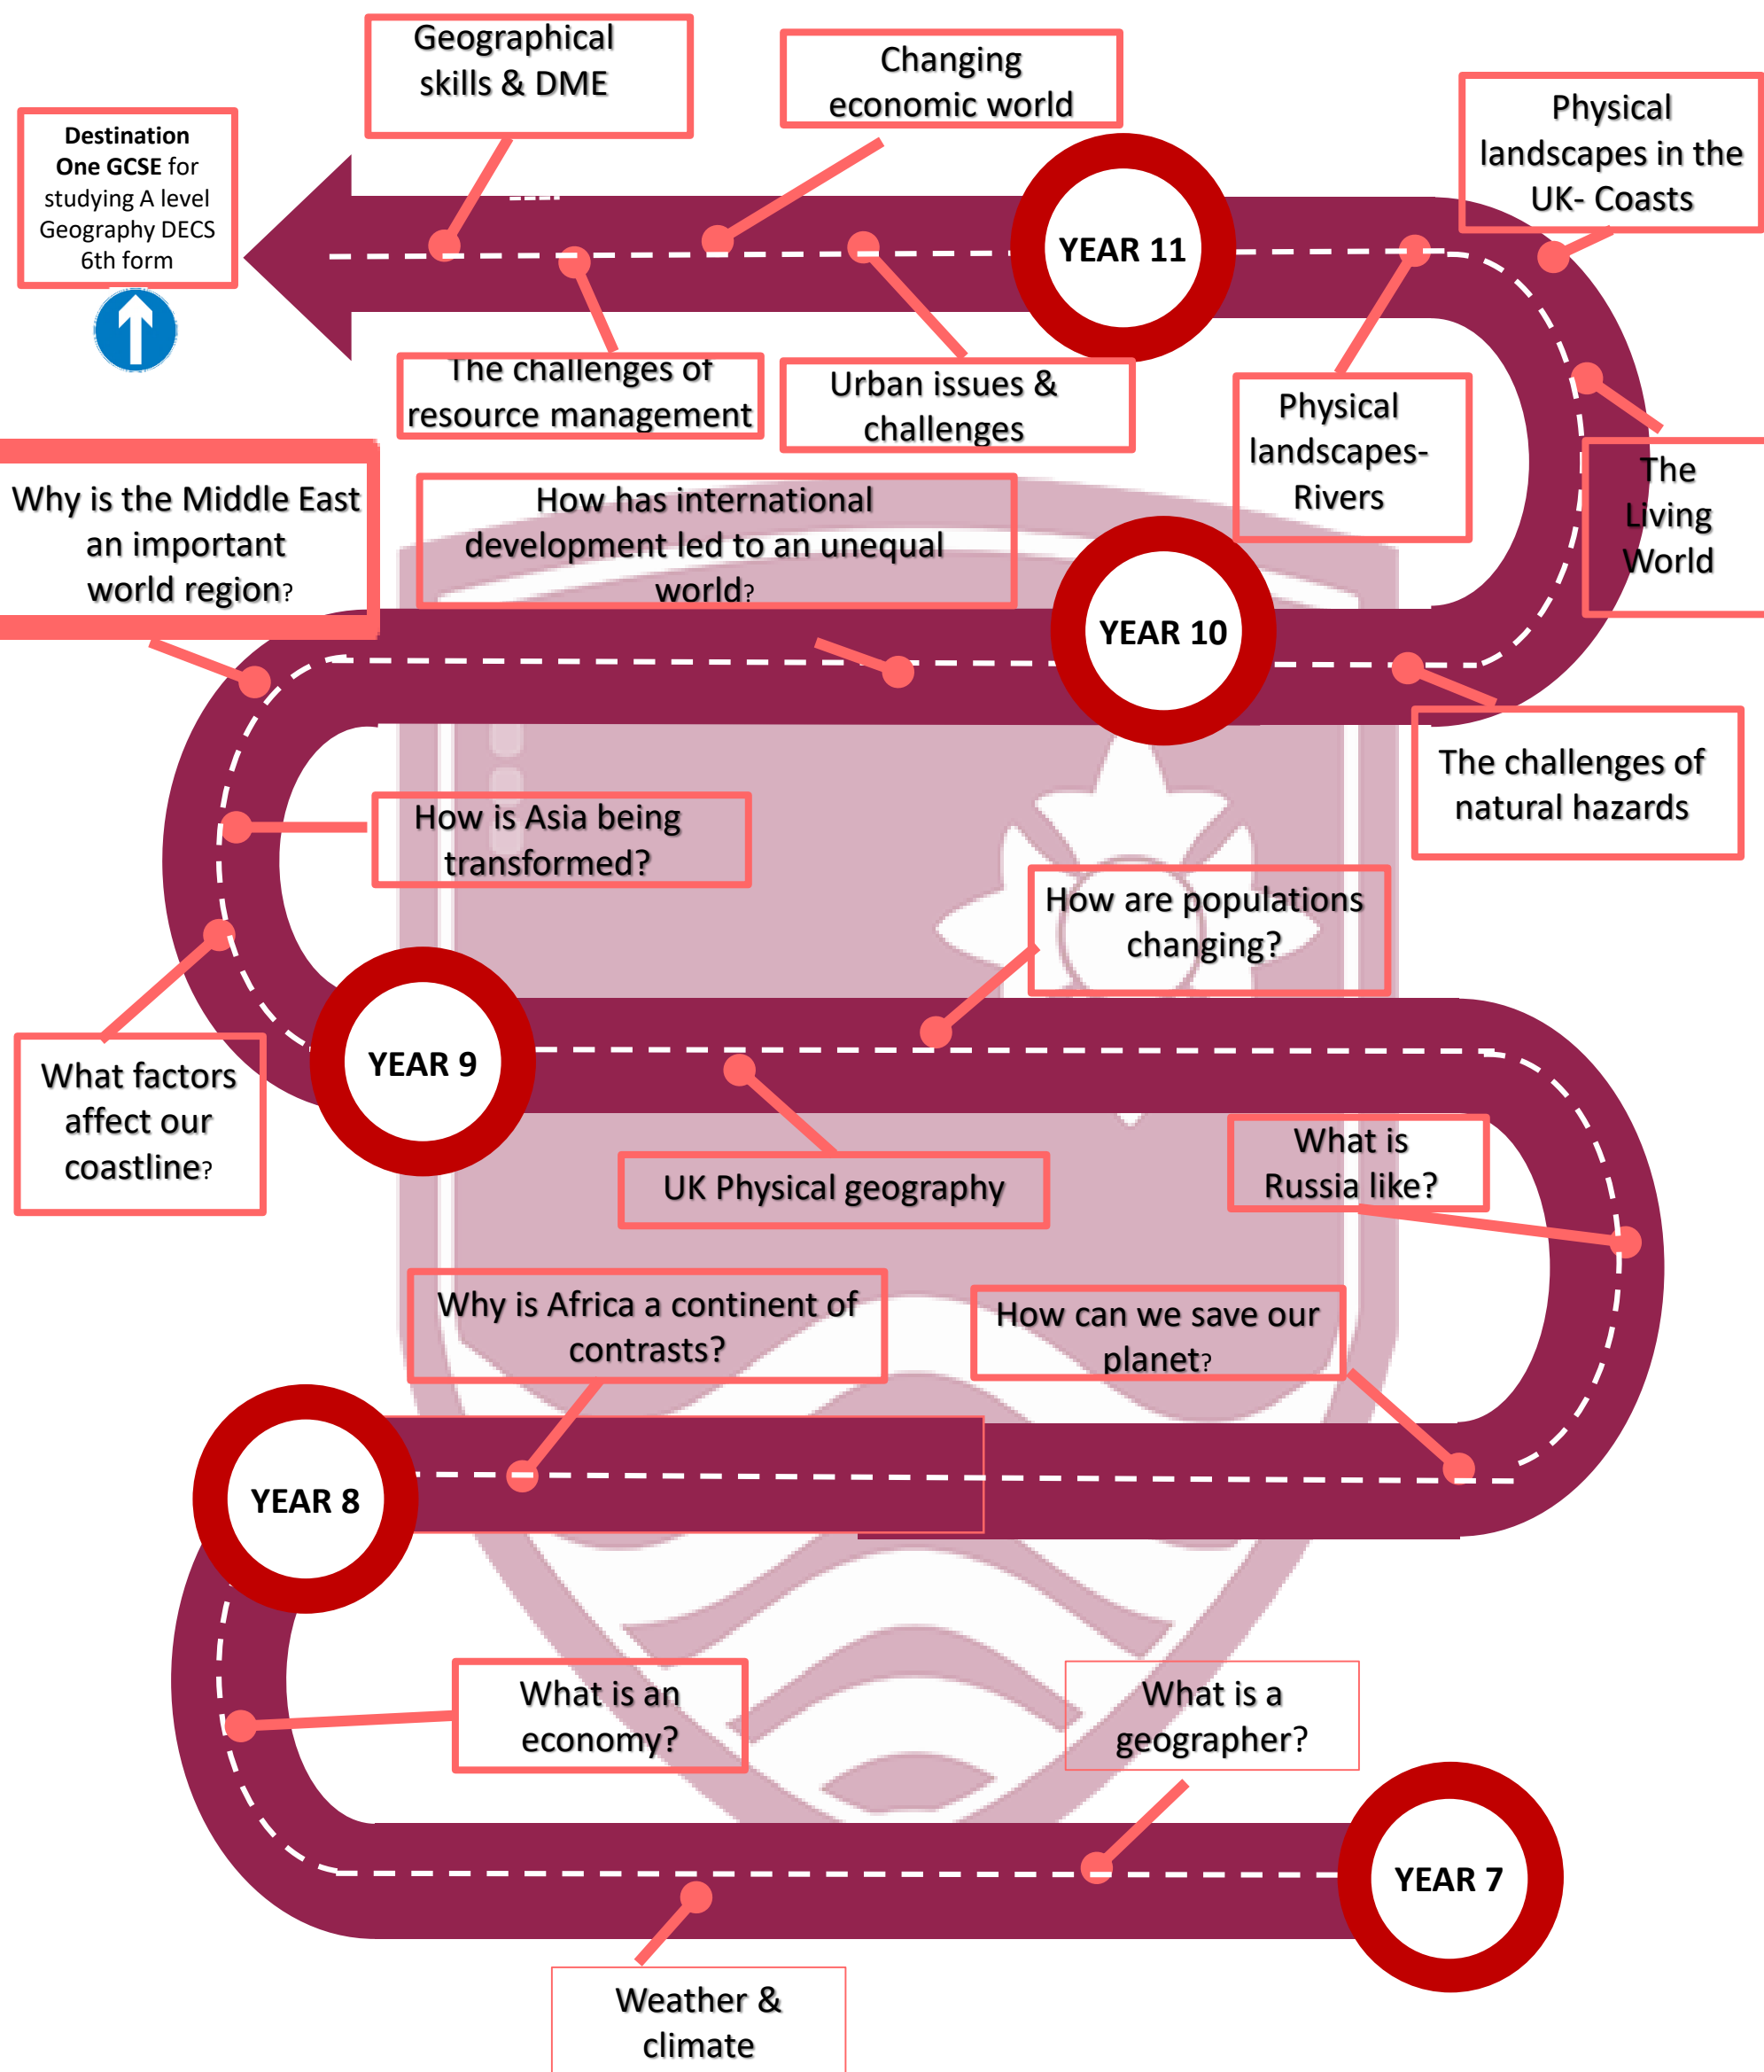 Geographical
skills & DME
Changing
economic world
Physical
landscapes in the
UK- Coasts
Destination
One GCSE for
studying A level
Geography DECS
6th form
YEAR 11
The challenges of
resource management
Urban issues &
challenges
Physical
landscapes-
Rivers
The
Living
World
Why is the Middle East
an important
world region?
How has international
development led to an unequal
world?
YEAR 10
The challenges of
natural hazards
How is Asia being
transformed?
How are populations
changing?
What factors
affect our
coastline?
YEAR 9
UK Physical geography
What is
Russia like?
Why is Africa a continent of
contrasts?
How can we save our
planet?
YEAR 8
What is an
economy?
What is a
geographer?
YEAR 7
Weather &
climate